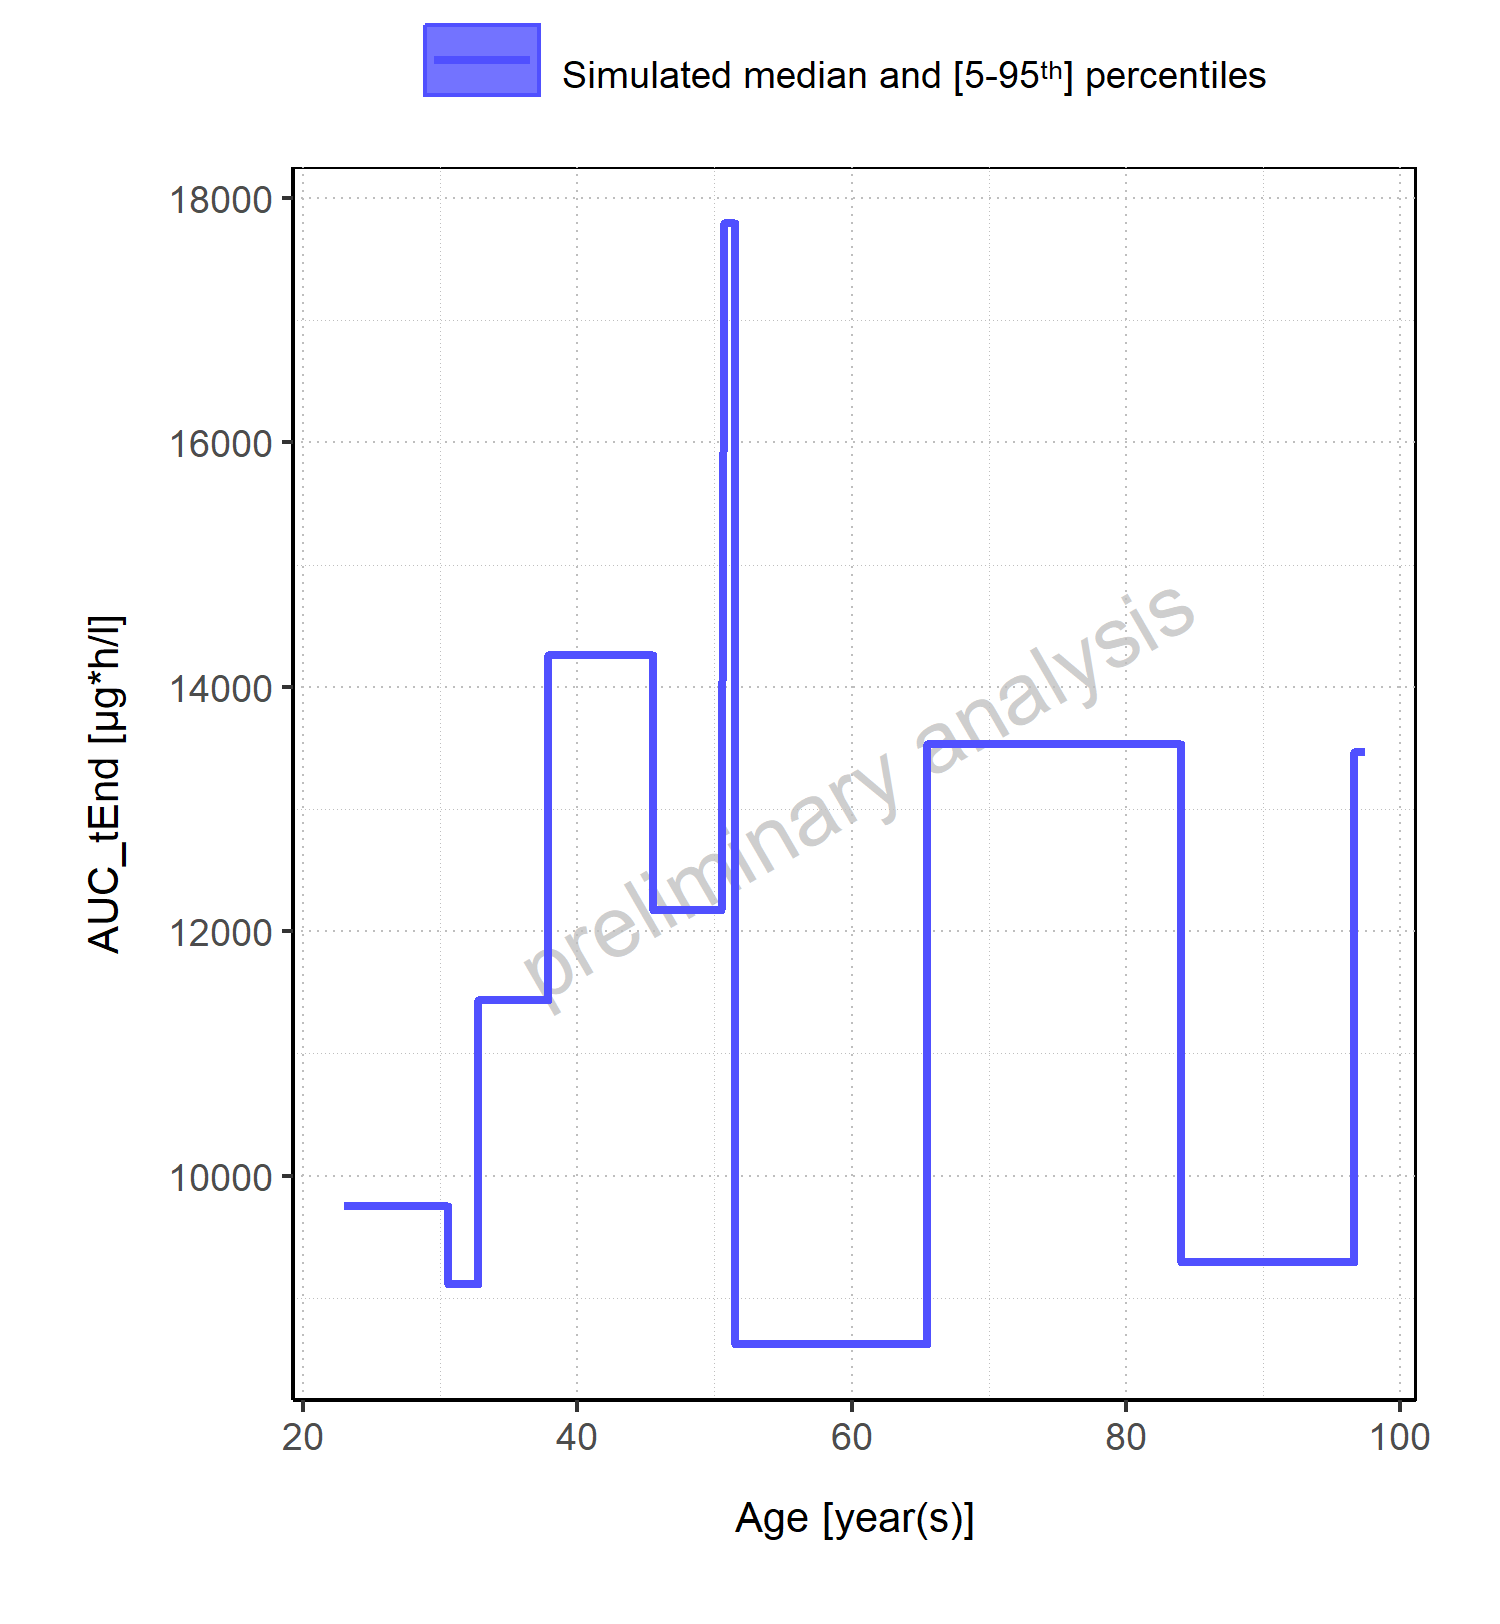 Simulated median and [5-95th] percentiles
18000
16000
14000
12000
10000
AUC_tEnd [µg*h/l]
preliminary analysis
20 40 60 80 100
Age [year(s)]